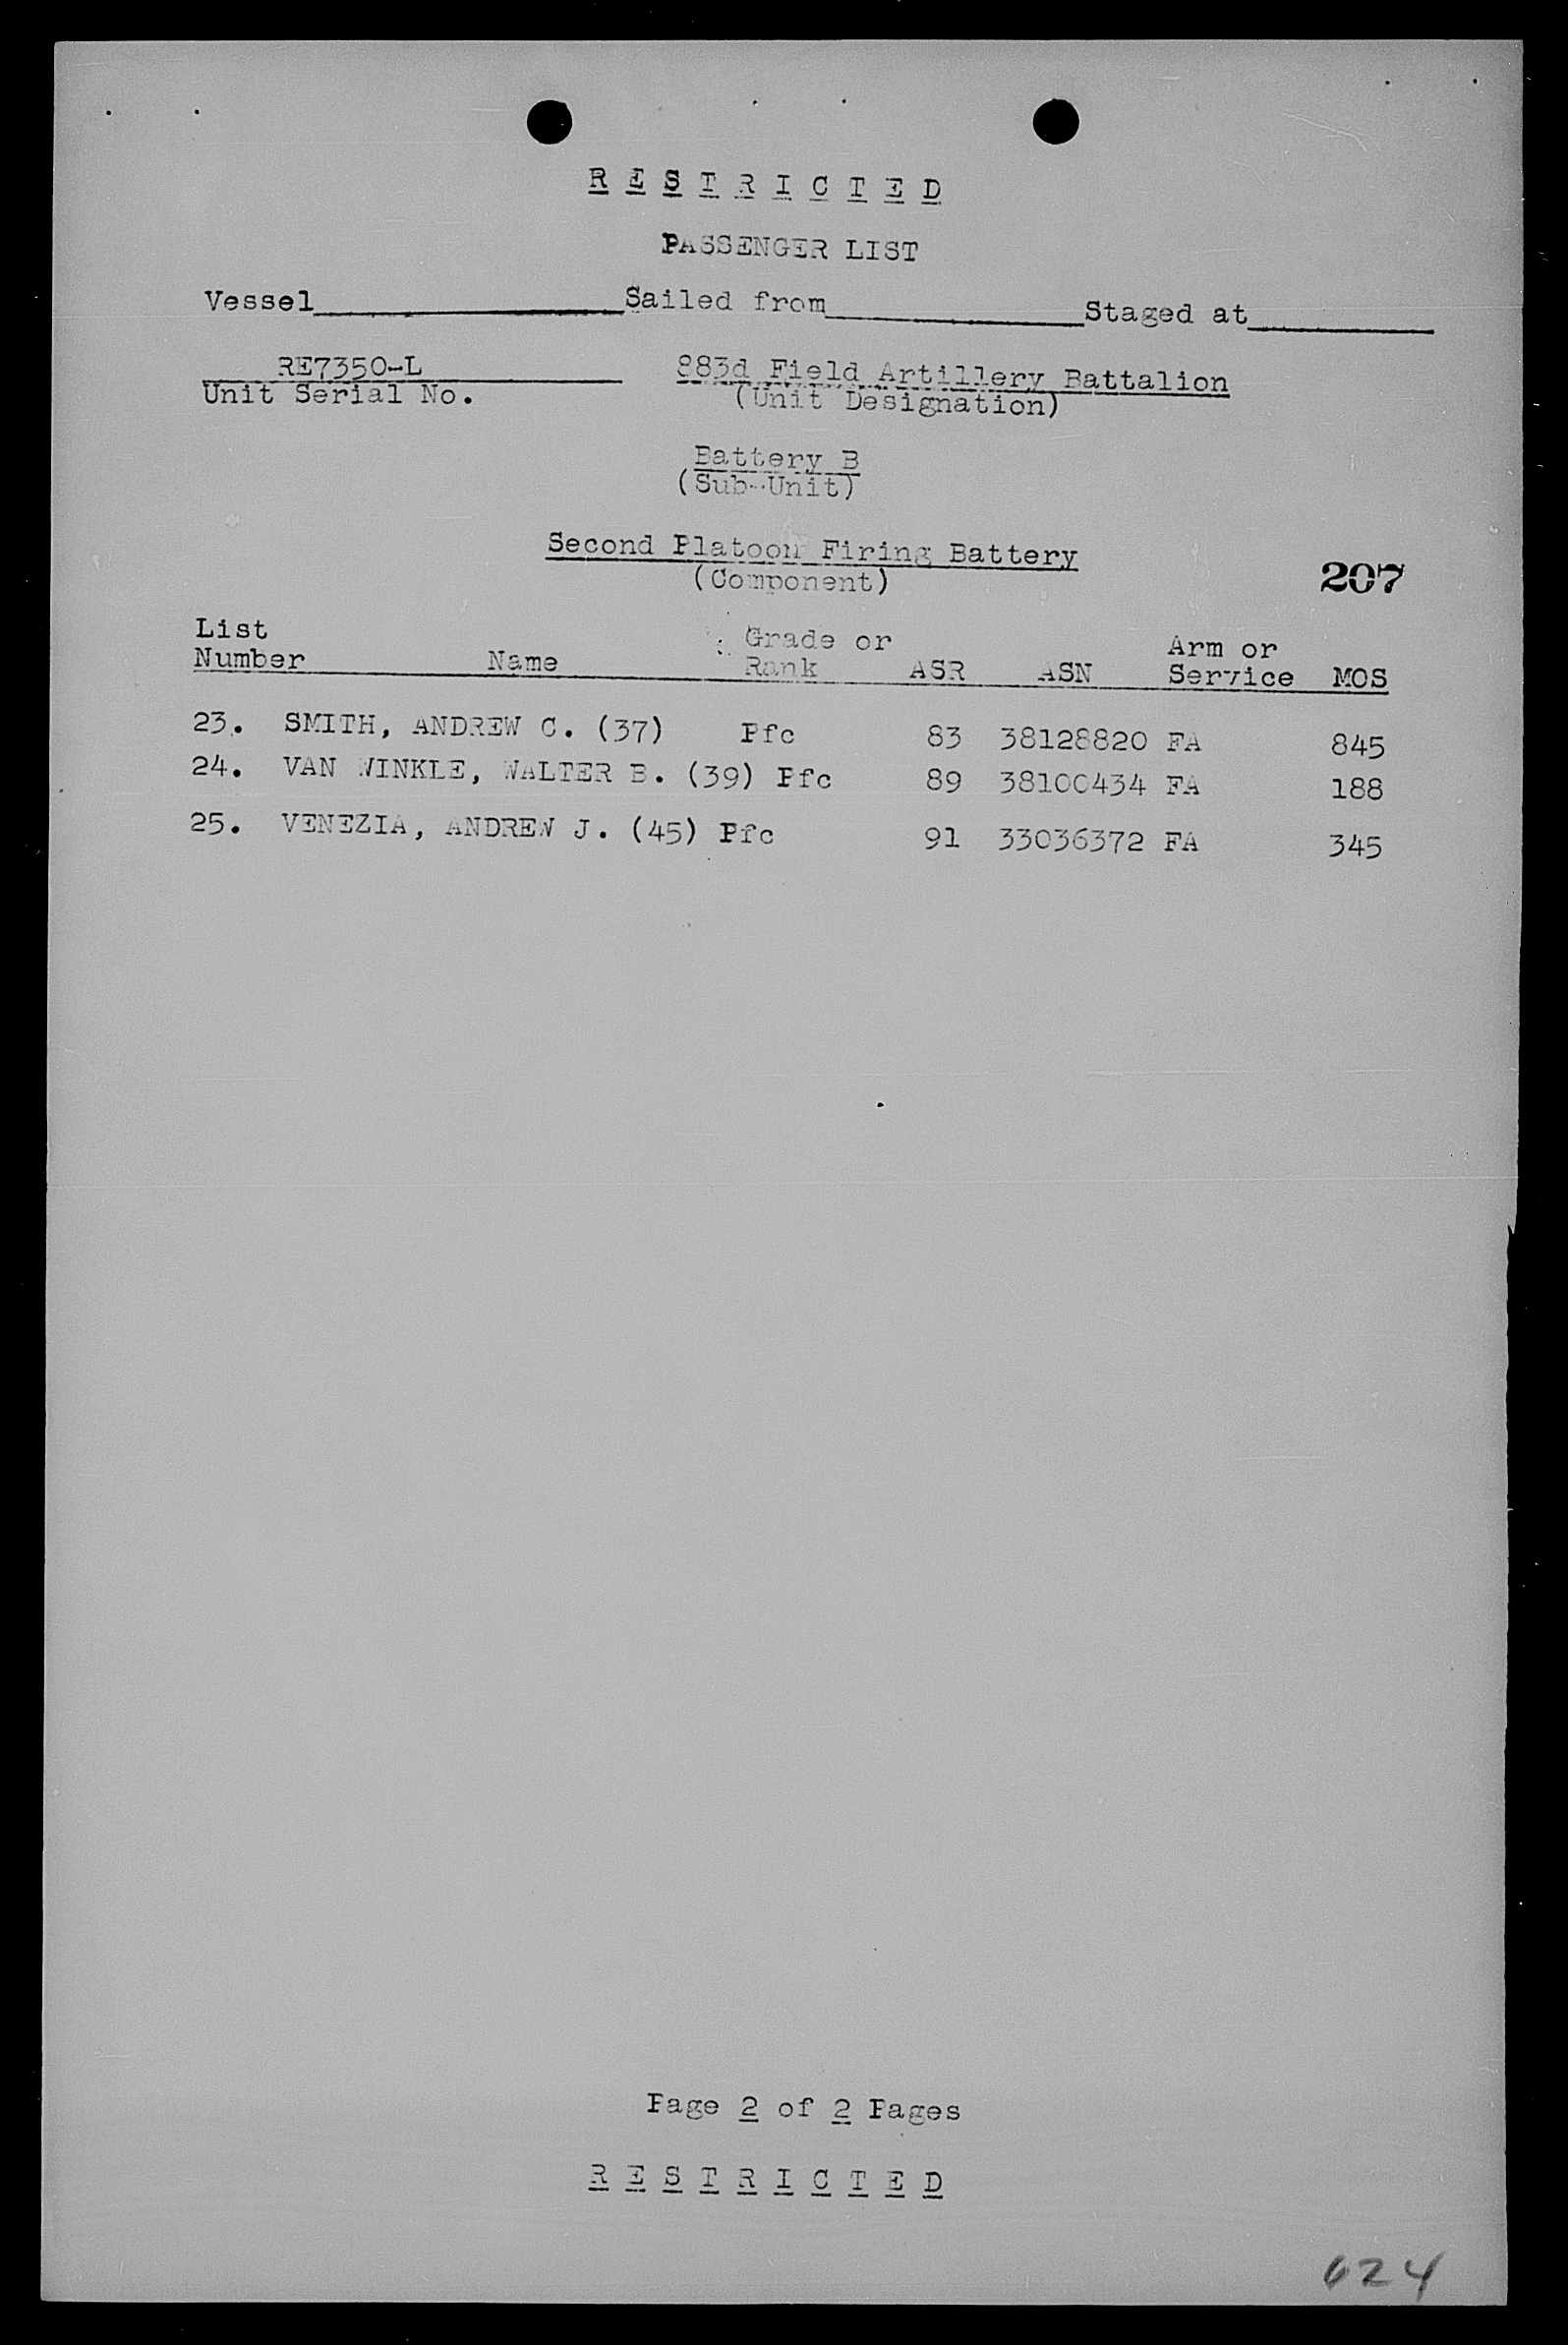 R E S T R I C T E D
PASSENGER LIST
Vessel Sailed from Staged at
RE7350-L 883d Field Artillery Battalion
Unit Serial No. (Unit Designation)
Battery B
(Sub-Unit)
Second Platoon Firing Battery
(Component)
207
List Grade or Arm or
Number Name Rank ASR ASN Service MOS
23. SMITH, ANDREW C. (37) Pfc 83 38128820 FA 845
24. VAN WINKLE, WALTER B. (39) Pfc 89 38100434 FA 188
25. VENEZIA, ANDREW J. (45) Pfc 91 33036372 FA 345
Page 2 of 2 Pages
R E S T R I C T E D
624